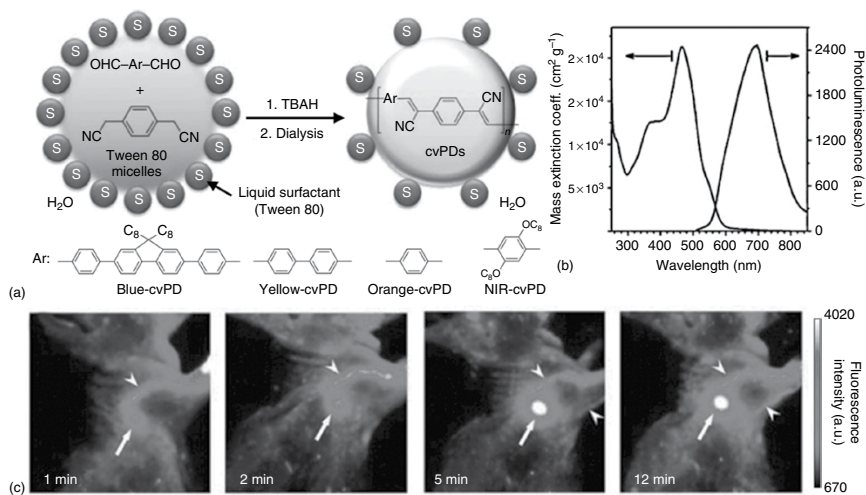 S S S S S S S S S S S S S S S S
OHC–Ar–CHO
+
NC CN
Tween 80
micelles
H₂O
1. TBAH
2. Dialysis
Liquid surfactant
(Tween 80)
S S S S S S S S
Ar
CN
NC
n
cvPDs
H₂O
Ar:
C₈ C₈
Blue-cvPD
Yellow-cvPD
Orange-cvPD
OC₈
C₈O
NIR-cvPD
(a)
Mass extinction coeff. (cm² g⁻¹)
2×10⁴
2×10⁴
1×10⁴
5×10³
300 400 500 600 700 800
Wavelength (nm)
2400
1800
1200
600
0
Photoluminescence (a.u.)
(b)
1 min
2 min
5 min
12 min
4020
670
Fluorescence
intensity (a.u.)
(c)